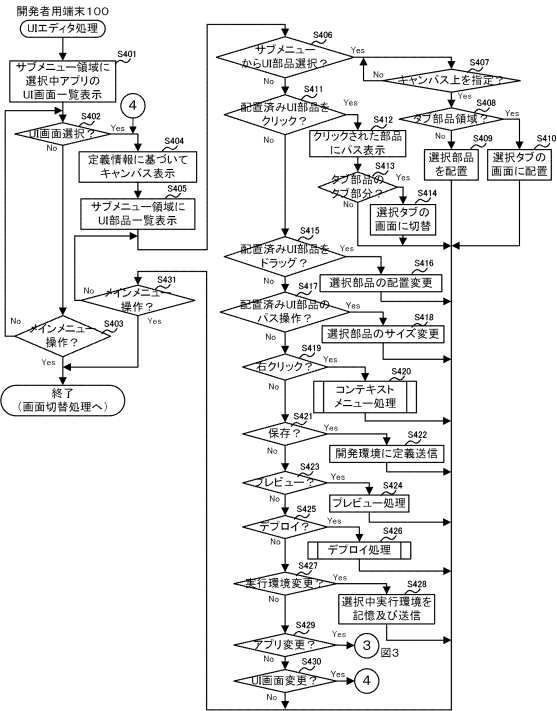 開発者用端末100
UIエディタ処理
S401
サブメニュー領域に
選択中アプリの
UI画面一覧表示
4
S402
UI画面選択？
Yes
No
S404
定義情報に基づいて
キャンバス表示
S405
サブメニュー領域に
UI部品一覧表示
S431
メインメニュー
操作？
No
Yes
S403
メインメニュー
操作？
No
Yes
終了
（画面切替処理へ）
S406
サブメニュー
からUI部品選択？
Yes
No
S407
キャンバス上を指定？
No
Yes
S408
タブ部品領域？
Yes
No
S409
選択部品
を配置
S410
選択タブの
画面に配置
S411
配置済みUI部品を
クリック？
Yes
No
S412
クリックされた部品
にパス表示
S413
タブ部品の
タブ部分？
Yes
No
S414
選択タブの
画面に切替
S415
配置済みUI部品を
ドラッグ？
Yes
No
S416
選択部品の配置変更
S417
配置済みUI部品の
パス操作？
Yes
No
S418
選択部品のサイズ変更
S419
右クリック？
Yes
No
S420
コンテキスト
メニュー処理
S421
保存？
Yes
No
S422
開発環境に定義送信
S423
プレビュー？
Yes
No
S424
プレビュー処理
S425
デプロイ？
Yes
No
S426
デプロイ処理
S427
実行環境変更？
Yes
No
S428
選択中実行環境を
記憶及び送信
S429
アプリ変更？
Yes
No
3
図3
S430
UI画面変更？
Yes
No
4